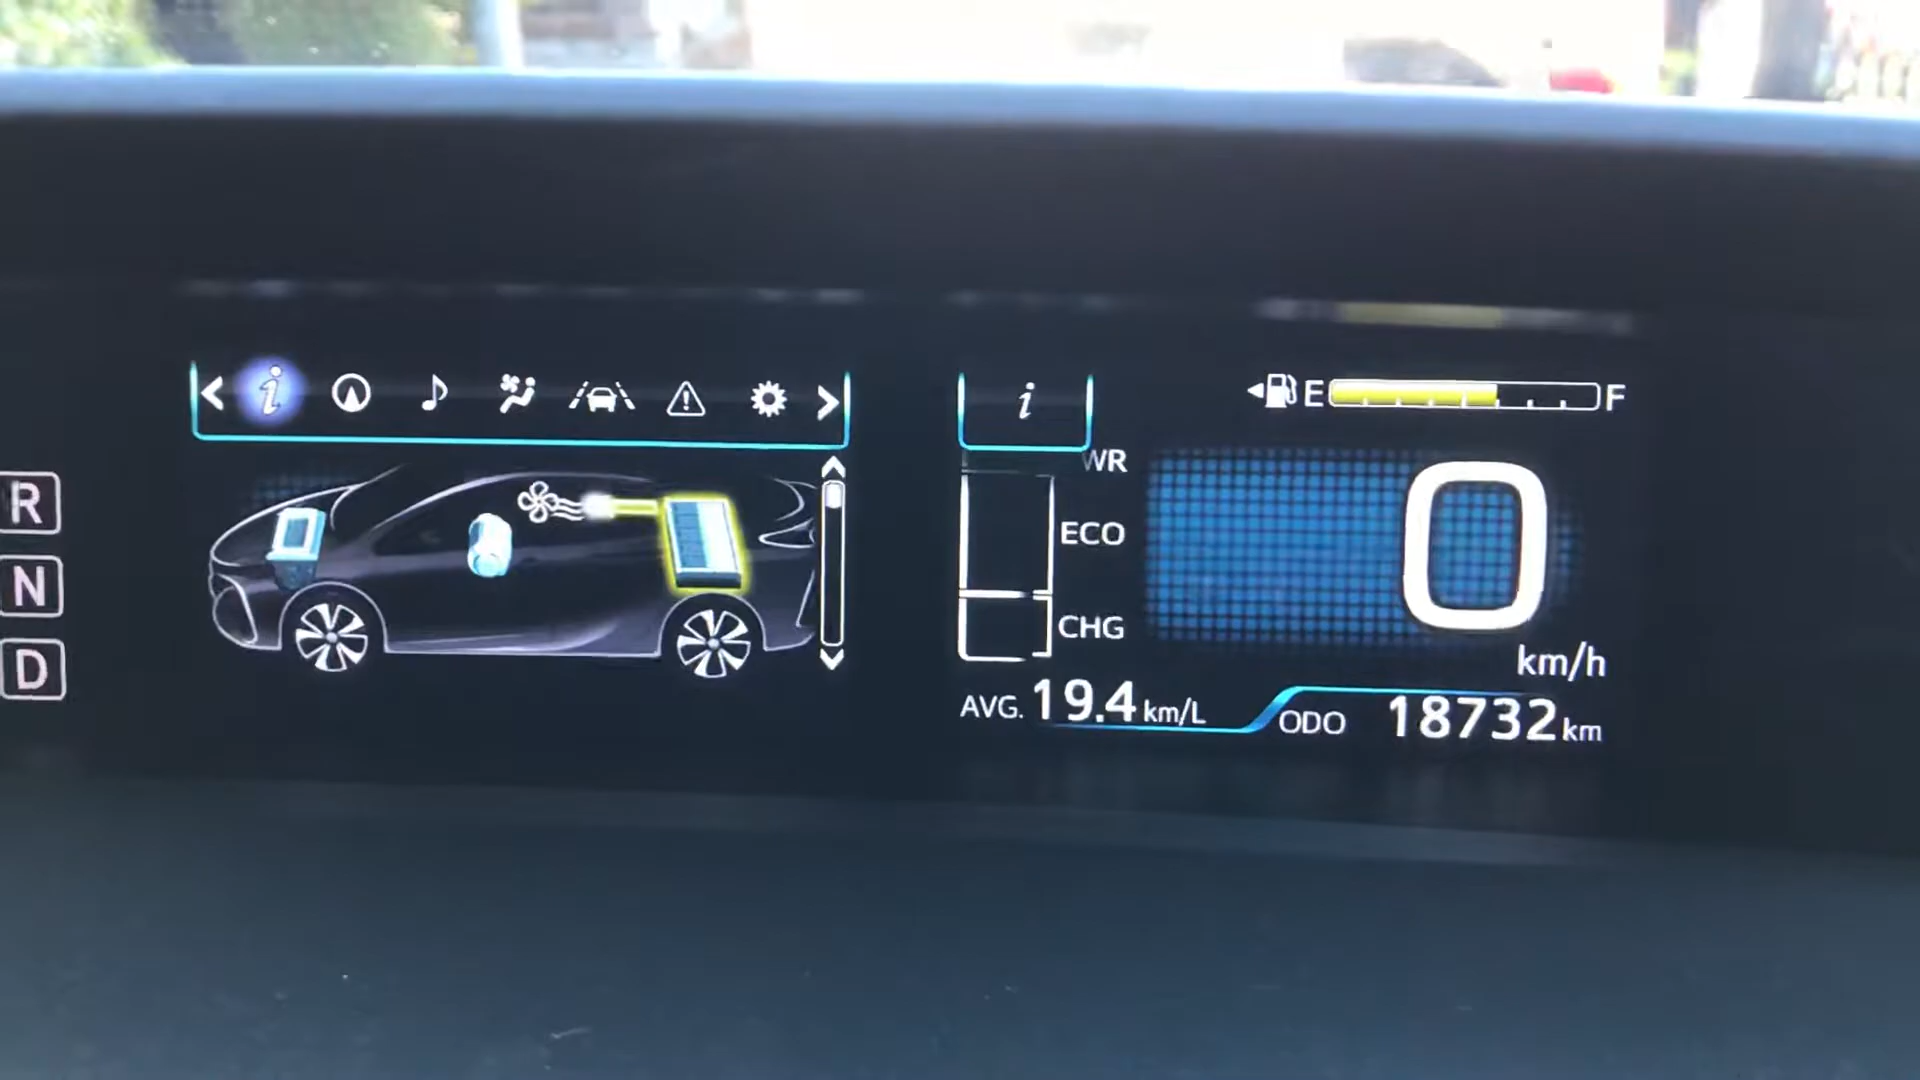 R
N
D
i
i
E F
WR
ECO
CHG
0
km/h
AVG. 19.4 km/L
ODO 18732 km